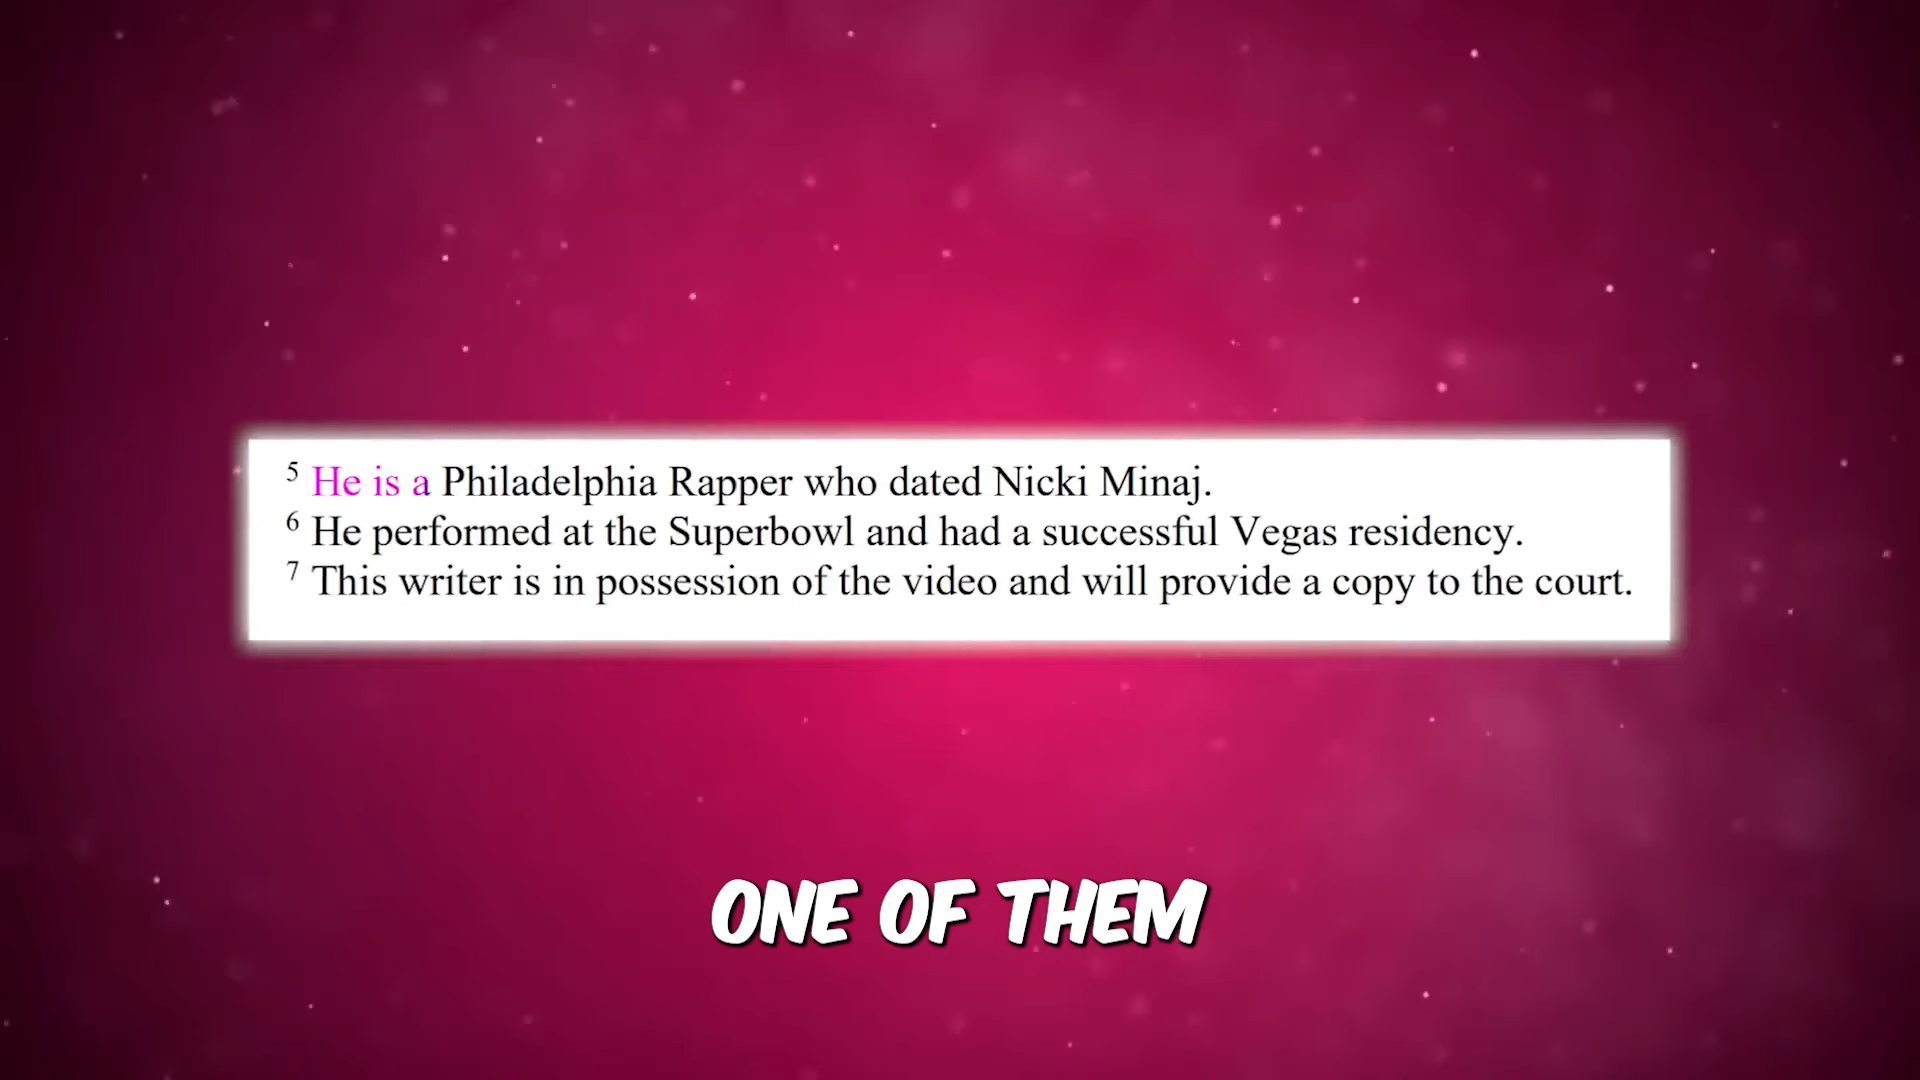 5 He is a Philadelphia Rapper who dated Nicki Minaj.
6 He performed at the Superbowl and had a successful Vegas residency.
7 This writer is in possession of the video and will provide a copy to the court.
ONE OF THEM